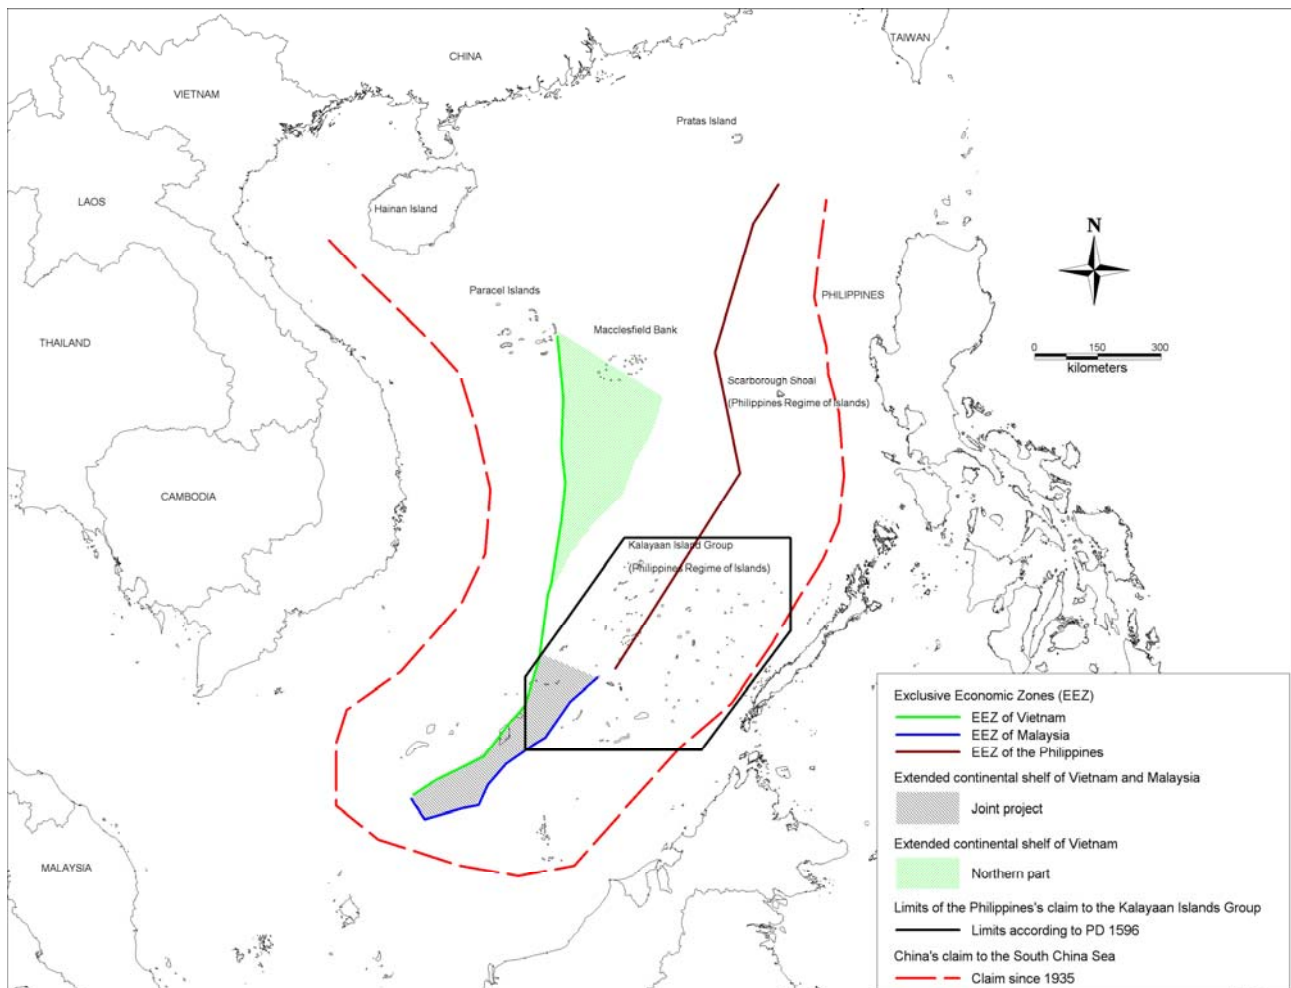 TAIWAN
CHINA
VIETNAM
Pratas Island
LAOS
Hainan Island
N
Paracel Islands
PHILIPPINES
Macclesfield Bank
THAILAND
0 150 300
kilometers
Scarborough Shoal
(Philippines Regime of Islands)
CAMBODIA
Kalayaan Island Group
(Philippines Regime of Islands)
MALAYSIA
Exclusive Economic Zones (EEZ)
EEZ of Vietnam
EEZ of Malaysia
EEZ of the Philippines
Extended continental shelf of Vietnam and Malaysia
Joint project
Extended continental shelf of Vietnam
Northern part
Limits of the Philippines's claim to the Kalayaan Islands Group
Limits according to PD 1596
China's claim to the South China Sea
Claim since 1935